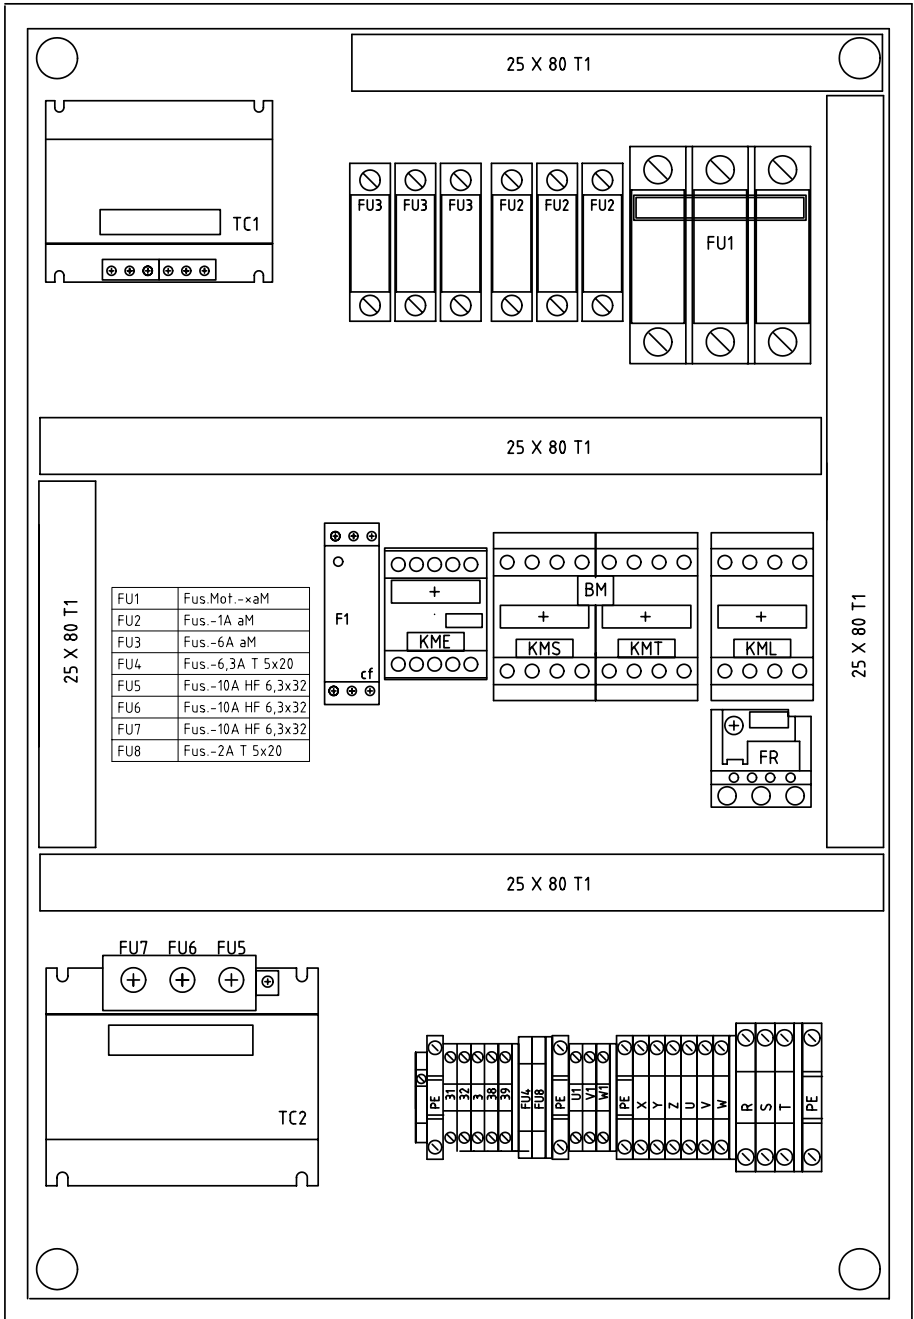 25 X 80 T1
TC1
FU3 FU3 FU3 FU2 FU2 FU2
FU1
25 X 80 T1
25 X 80 T1
25 X 80 T1
FU1 Fus.Mot.-xaM
FU2 Fus.-1A aM
FU3 Fus.-6A aM
FU4 Fus.-6,3A T 5x20
FU5 Fus.-10A HF 6,3x32
FU6 Fus.-10A HF 6,3x32
FU7 Fus.-10A HF 6,3x32
FU8 Fus.-2A T 5x20
F1
cf
KME
BM
KMS KMT KML
FR
25 X 80 T1
FU7 FU6 FU5
TC2
PE 31 32 3 38 39 FU4 FU8 PE U1 V1 W1 PE X Y Z U V W R S T PE